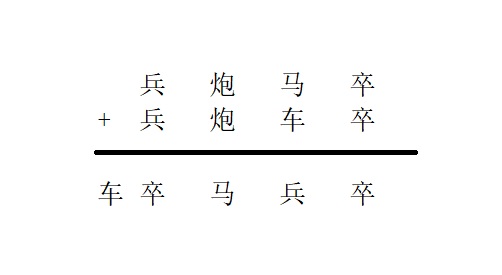 兵 炮 马 卒
+ 兵 炮 车 卒
车 卒 马 兵 卒